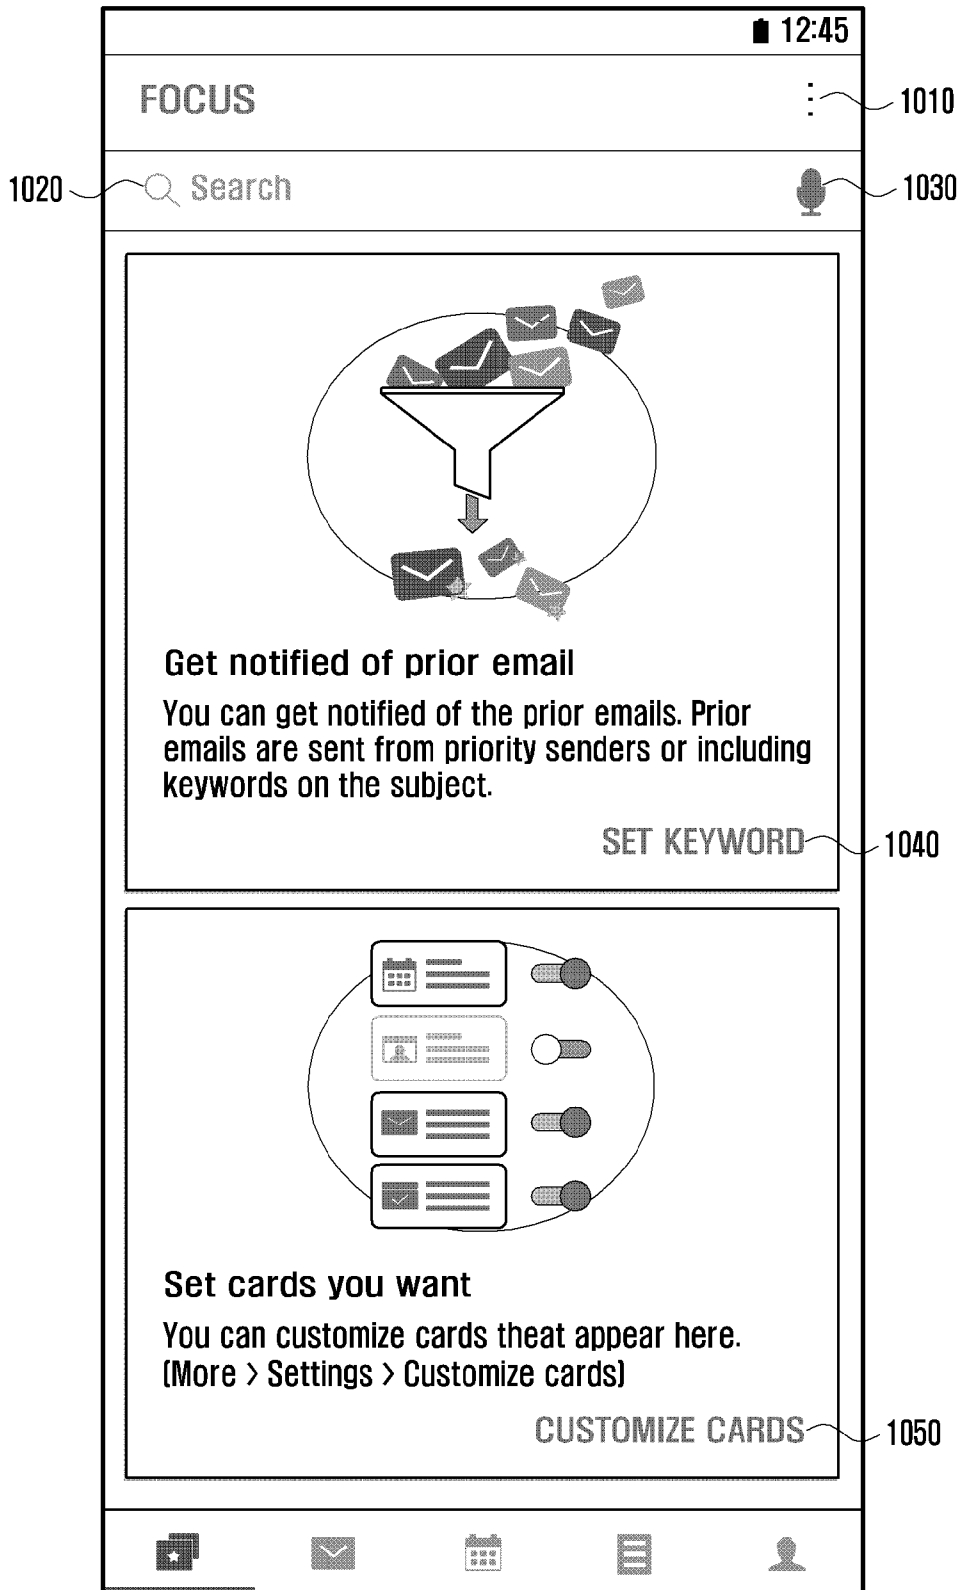 12:45
FOCUS
1010
1020
Search
1030
Get notified of prior email
You can get notified of the prior emails. Prior
emails are sent from priority senders or including
keywords on the subject.
SET KEYWORD
1040
Set cards you want
You can customize cards theat appear here.
(More > Settings > Customize cards)
CUSTOMIZE CARDS
1050